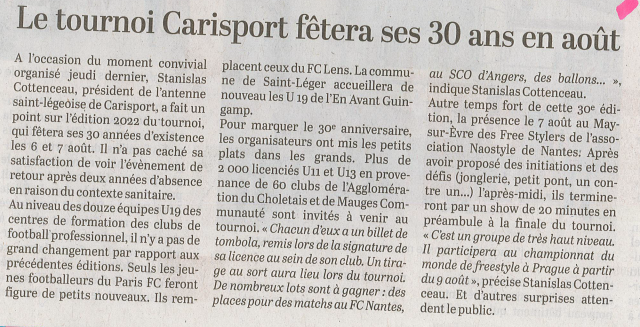 Le tournoi Carisport fêtera ses 30 ans en août
A l'occasion du moment convivial
organisé jeudi dernier, Stanislas
Cottenceau, président de l'antenne
saint-légeoise de Carisport, a fait un
point sur l'édition 2022 du tournoi,
qui fêtera ses 30 années d'existence
les 6 et 7 août. Il n'a pas caché sa
satisfaction de voir l'évènement de
retour après deux années d'absence
en raison du contexte sanitaire.
Au niveau des douze équipes U19 des
centres de formation des clubs de
football professionnel, il n'y a pas de
grand changement par rapport aux
précédentes éditions. Seuls les jeu-
nes footballeurs du Paris FC feront
figure de petits nouveaux. Ils rem-
placent ceux du FC Lens. La commu-
ne de Saint-Léger accueillera de
nouveau les U 19 de l'En Avant Guin-
gamp.
Pour marquer le 30e anniversaire,
les organisateurs ont mis les petits
plats dans les grands. Plus de
2 000 licenciés U11 et U13 en prove-
nance de 60 clubs de l'Aggloméra-
tion du Choletais et de Mauges Com-
munauté sont invités à venir au
tournoi. « Chacun d'eux a un billet de
tombola, remis lors de la signature de
sa licence au sein de son club. Un tira-
ge au sort aura lieu lors du tournoi.
De nombreux lots sont à gagner : des
places pour des matchs au FC Nantes,
au SCO d'Angers, des ballons... »,
indique Stanislas Cottenceau.
Autre temps fort de cette 30e édi-
tion, la présence le 7 août au May-
sur-Èvre des Free Stylers de l'asso-
ciation Naostyle de Nantes. Après
avoir proposé des initiations et des
défis (jonglerie, petit pont, un contre
un...) l'après-midi, ils termine-
ront par un show de 20 minutes en
préambule à la finale du tournoi.
« C'est un groupe de très haut niveau.
Il participera au championnat du
monde de freestyle à Prague à partir
du 9 août », précise Stanislas Cotten-
ceau. Et d'autres surprises atten-
dent le public.